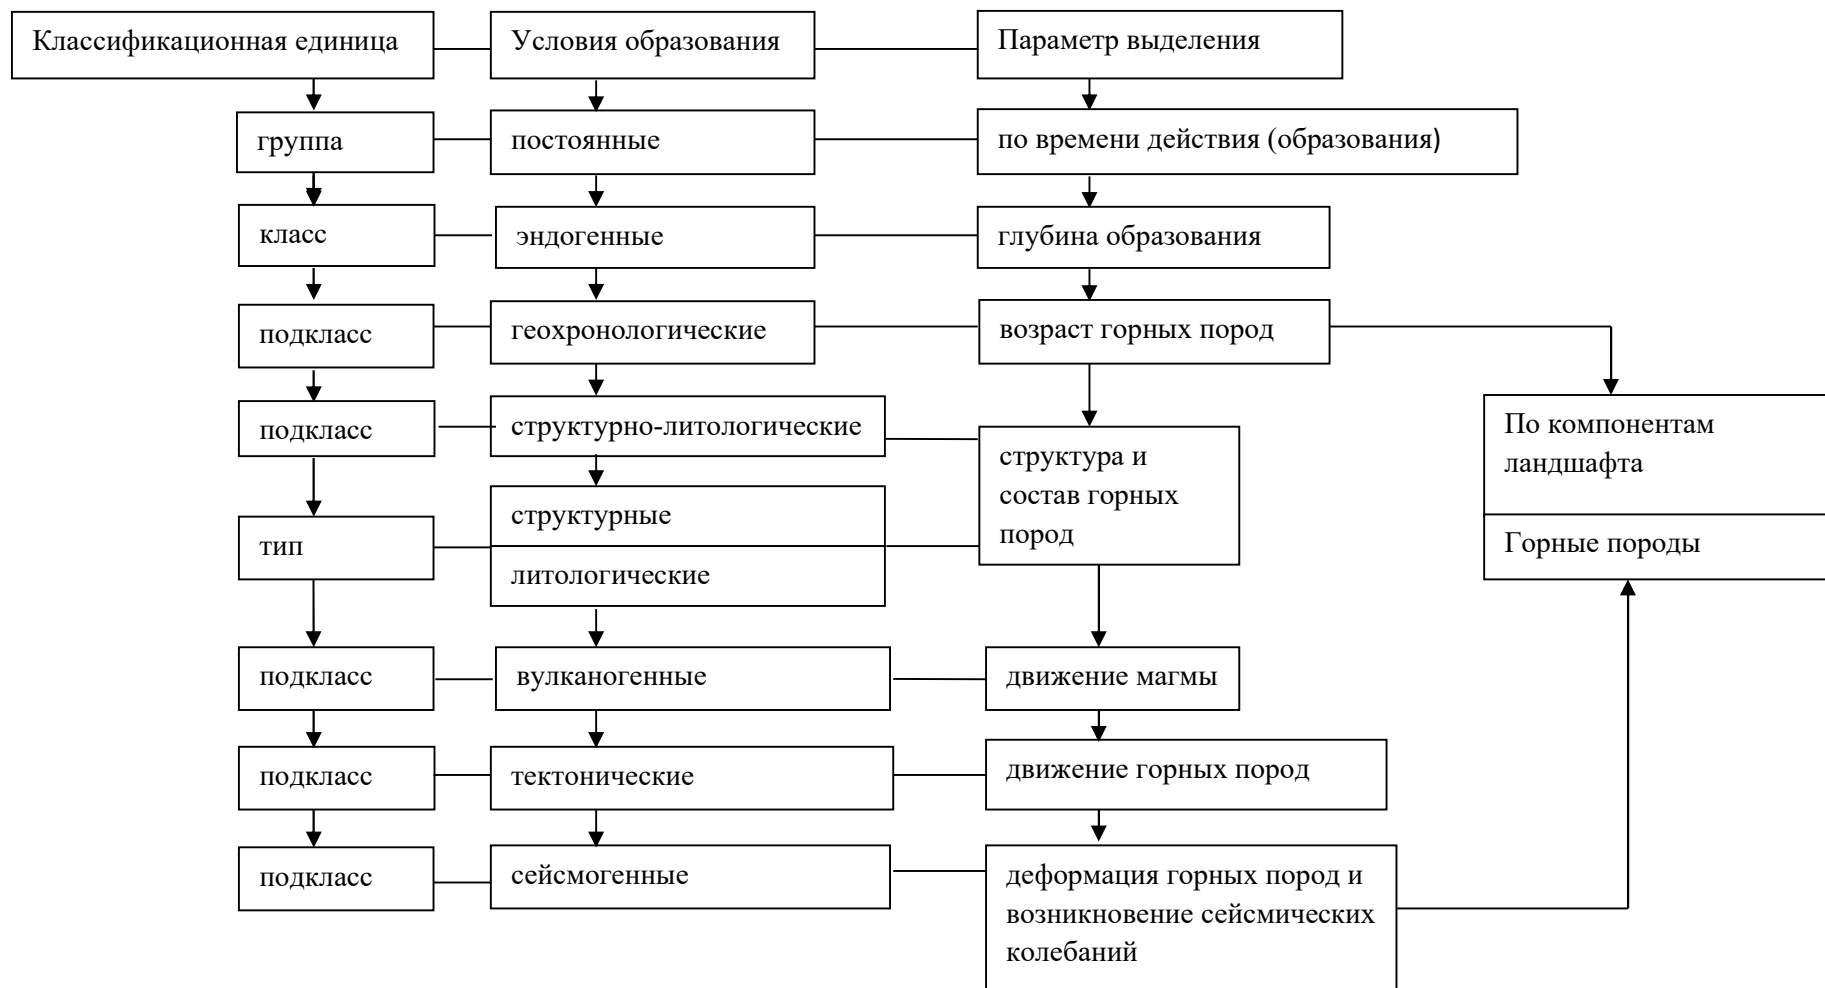 Классификационная единица
Условия образования
Параметр выделения
группа
постоянные
по времени действия (образования)
класс
эндогенные
глубина образования
подкласс
геохронологические
возраст горных пород
подкласс
структурно-литологические
структура и
состав горных
пород
По компонентам
ландшафта
Горные породы
тип
структурные
литологические
подкласс
вулканогенные
движение магмы
подкласс
тектонические
движение горных пород
подкласс
сейсмогенные
деформация горных пород и
возникновение сейсмических
колебаний